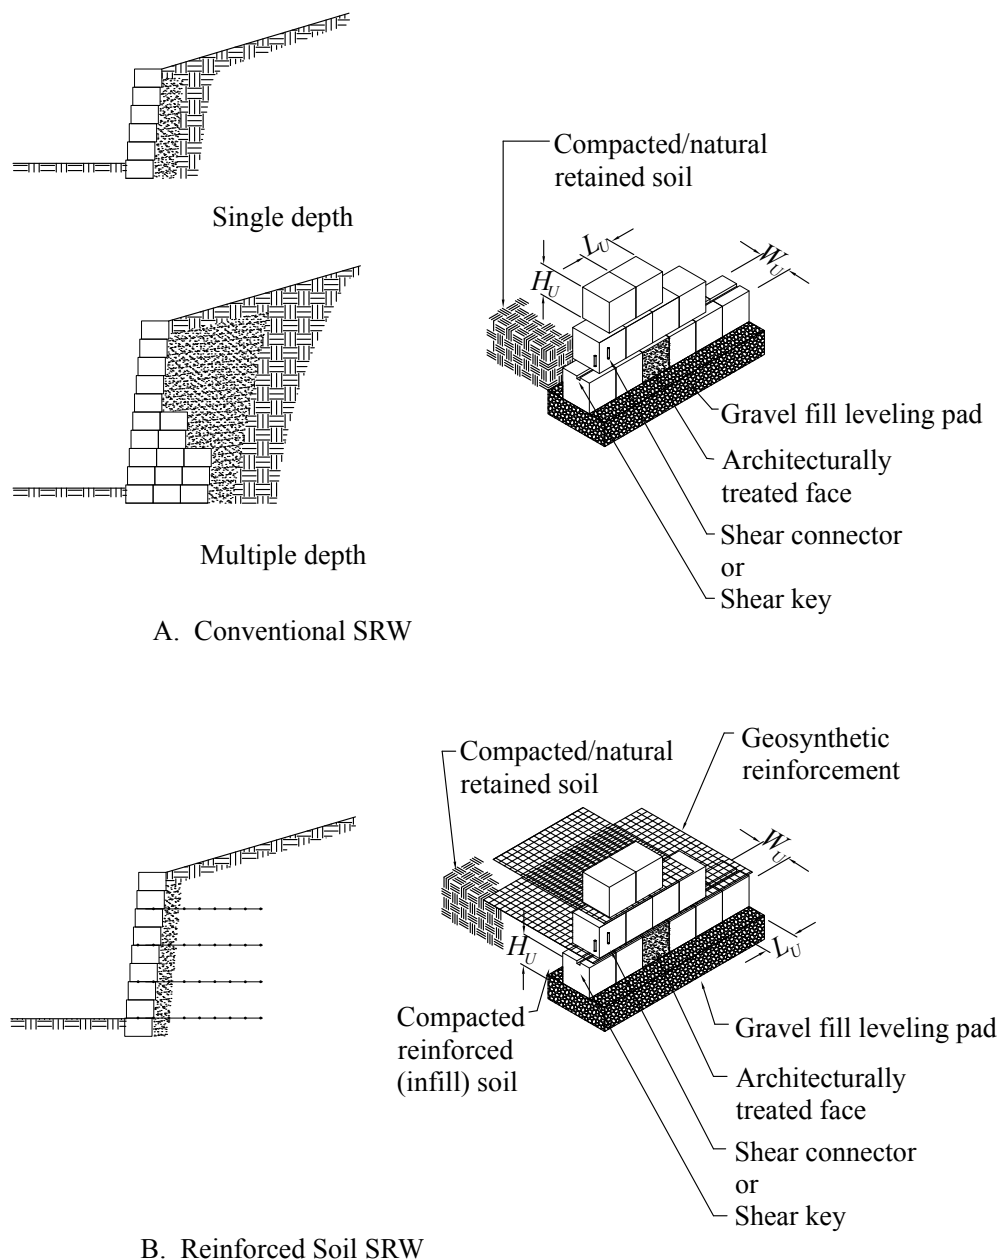 Single depth
Multiple depth
Compacted/natural
retained soil
L_U
H_U
W_U
Gravel fill leveling pad
Architecturally
treated face
Shear connector
or
Shear key
A. Conventional SRW
Compacted/natural
retained soil
Geosynthetic
reinforcement
W_U
H_U
L_U
Compacted
reinforced
(infill) soil
Gravel fill leveling pad
Architecturally
treated face
Shear connector
or
Shear key
B. Reinforced Soil SRW